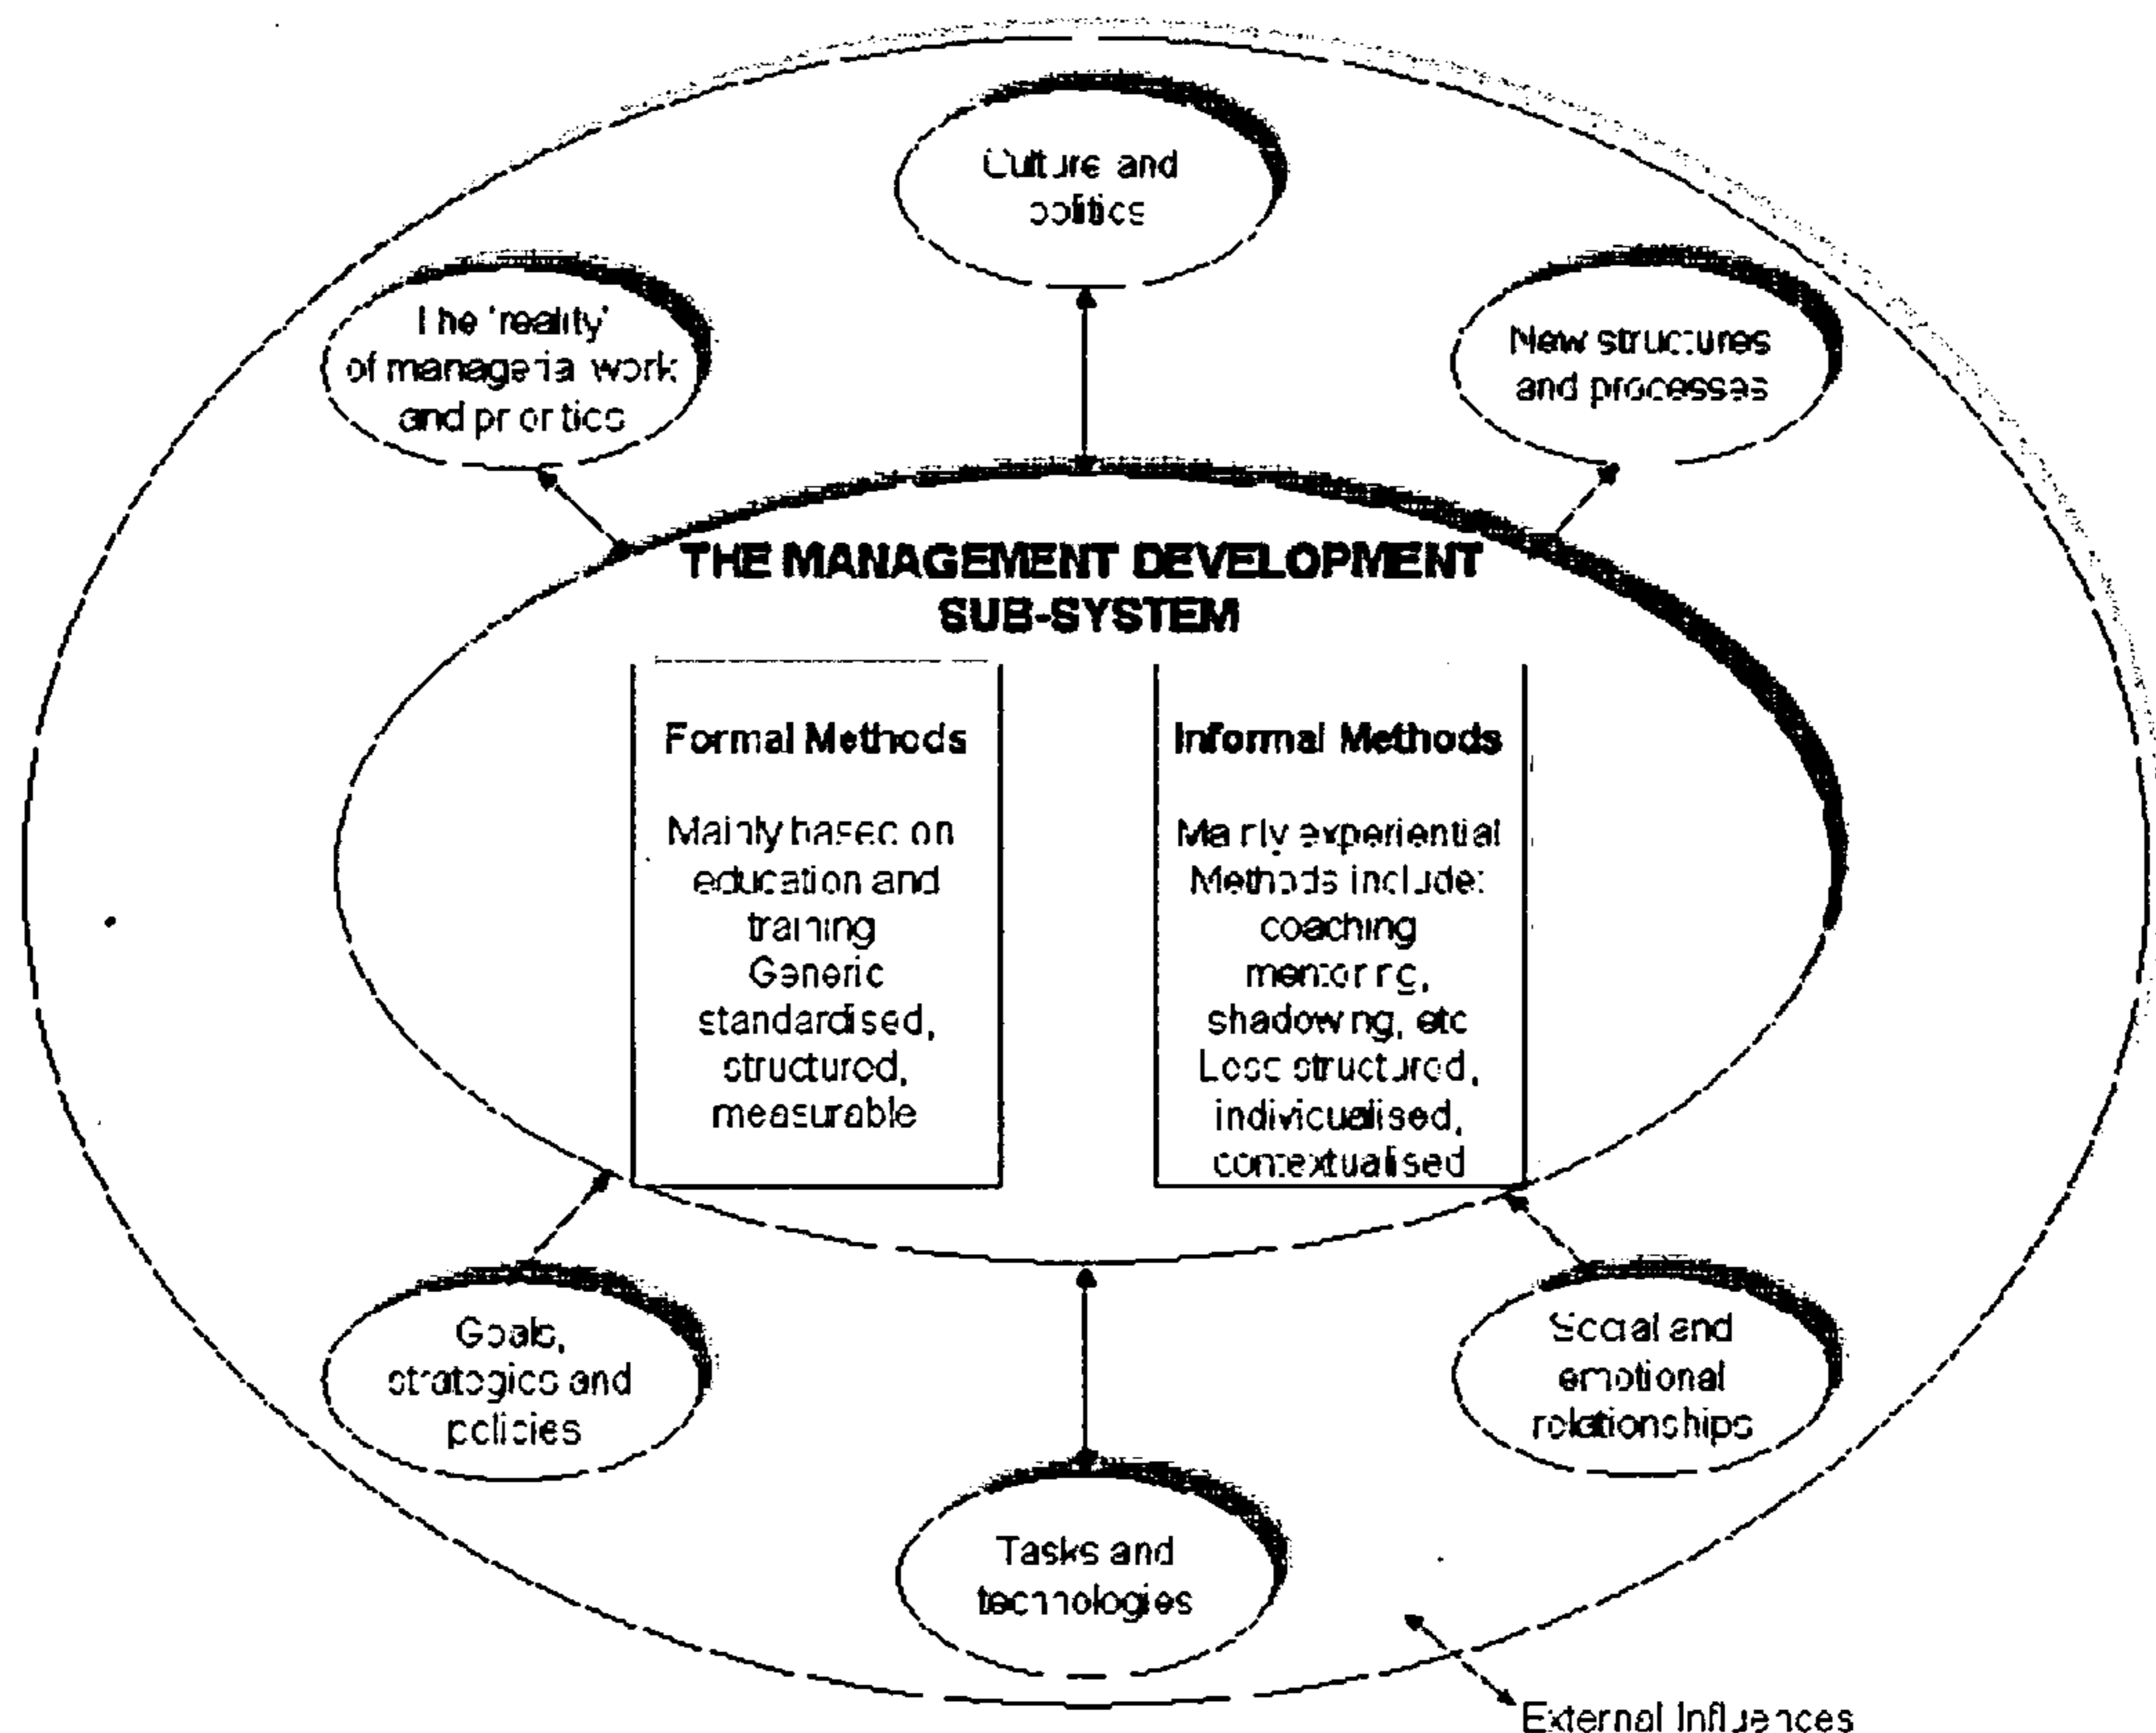 Culture and
politics
The 'reality'
of managerial work
and priorities
New structures
and processes
THE MANAGEMENT DEVELOPMENT
SUB-SYSTEM
Formal Methods
Mainly based on
education and
training
Generic
standardised,
structured,
measurable
Informal Methods
Mainly experiential
Methods include:
coaching
mentoring,
shadowing, etc
Less structured,
individualised,
contextualised
Goals,
strategies and
policies
Social and
emotional
relationships
Tasks and
technologies
External Influences